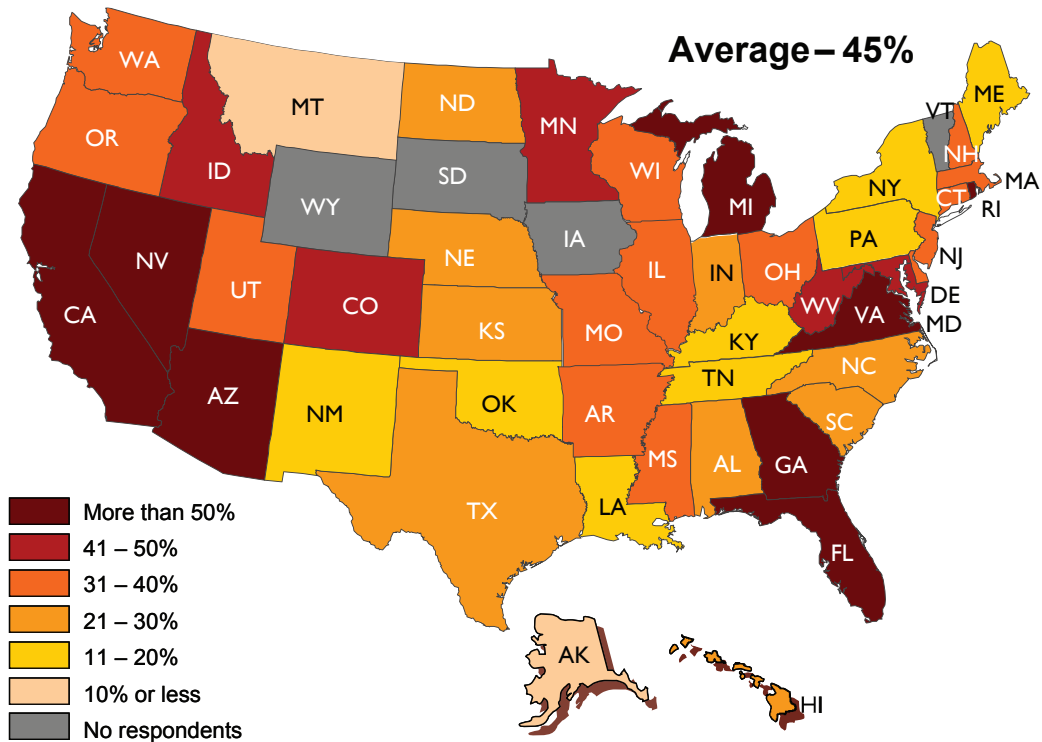 Average – 45%
WA
OR
ID
MT
ND
MN
SD
WY
WI
MI
IA
NE
NV
CA
UT
CO
KS
IL
IN
OH
MO
KY
WV
VA
PA
NY
VT
NH
ME
MA
RI
CT
NJ
DE
MD
AZ
NM
OK
AR
TN
NC
SC
MS
AL
GA
TX
LA
FL
AK
HI
More than 50%
41 – 50%
31 – 40%
21 – 30%
11 – 20%
10% or less
No respondents